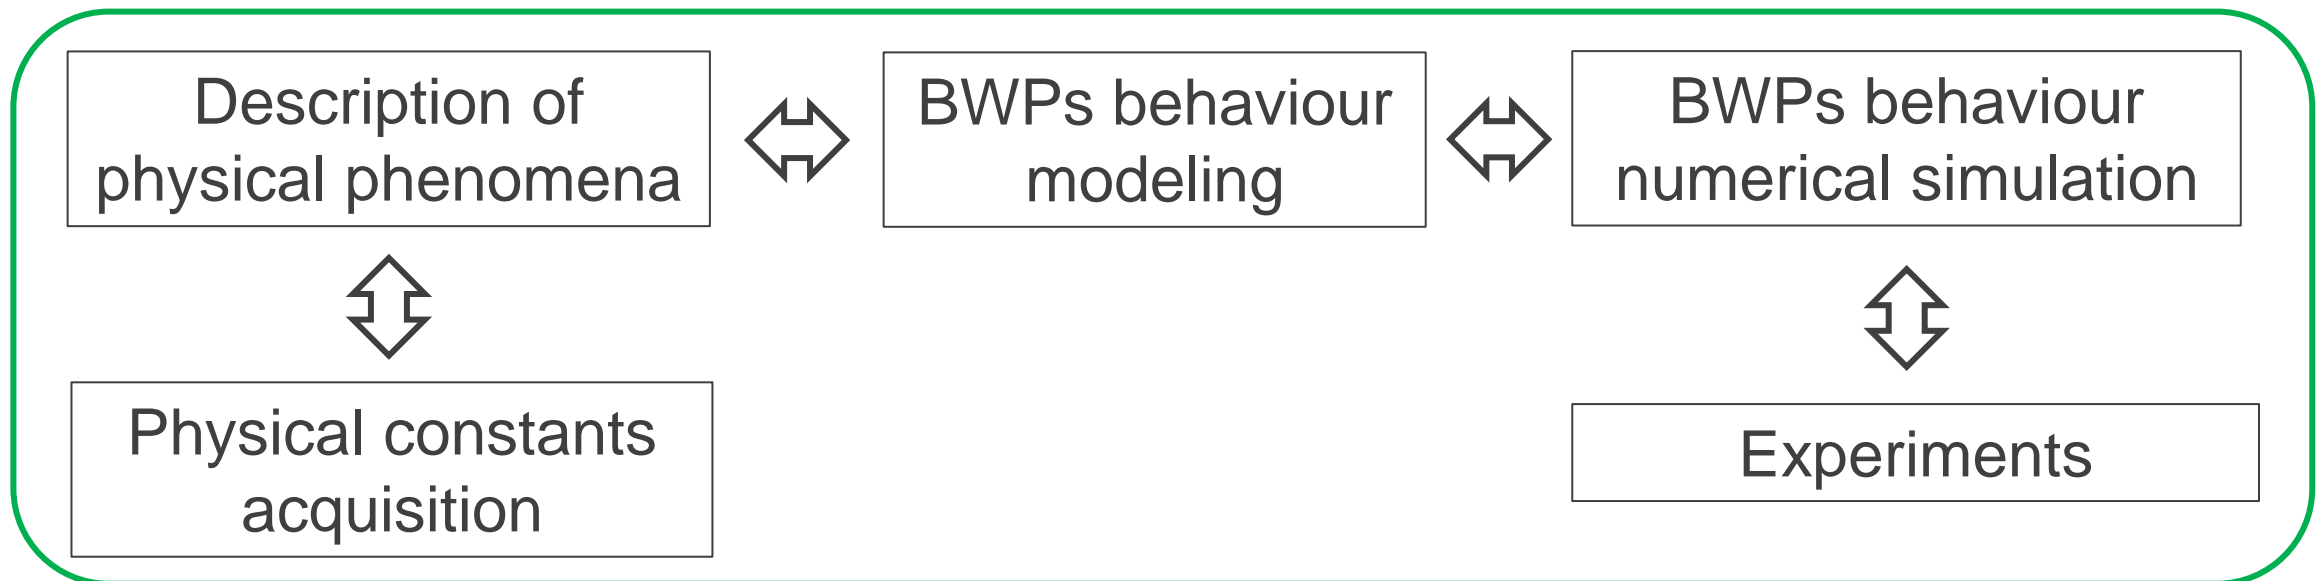 Description of
physical phenomena
BWPs behaviour
modeling
BWPs behaviour
numerical simulation
Physical constants
acquisition
Experiments